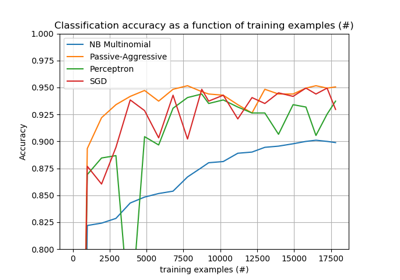 Classification accuracy as a function of training examples (#)
1.000
0.975
0.950
0.925
0.900
0.875
0.850
0.825
0.800
Accuracy
NB Multinomial
Passive-Aggressive
Perceptron
SGD
0 2500 5000 7500 10000 12500 15000 17500
training examples (#)